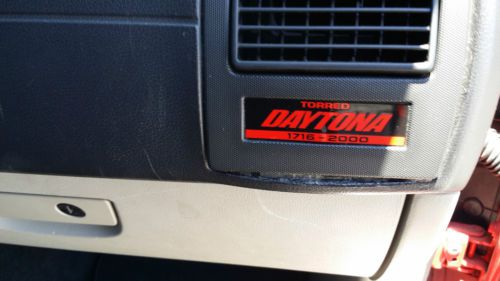 TORRED
DAYTONA
1716 - 2000